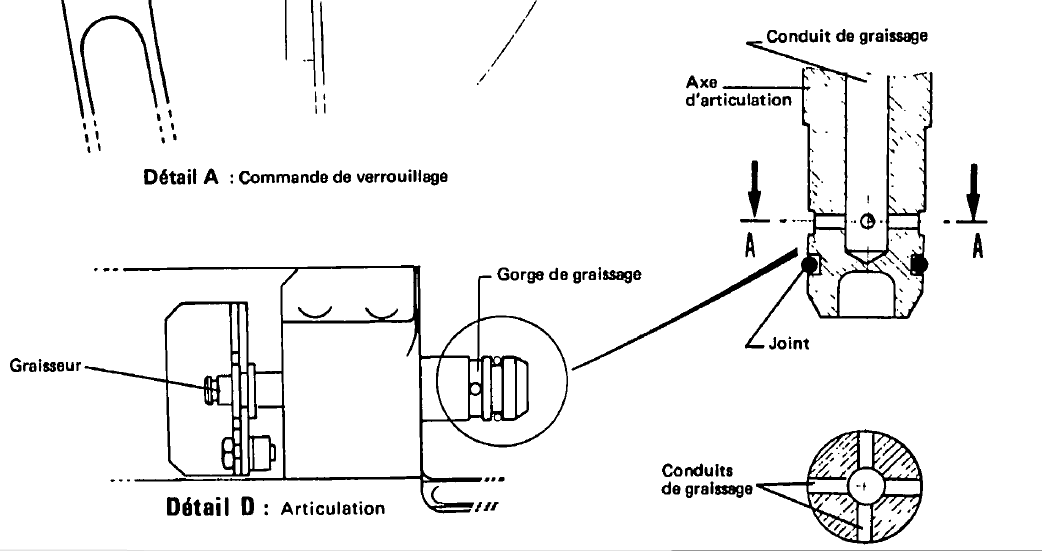 Conduit de graissage
Axe
d'articulation
Détail A : Commande de verrouillage
A
A
Gorge de graissage
Joint
Graisseur
Conduits
de graissage
Détail D : Articulation